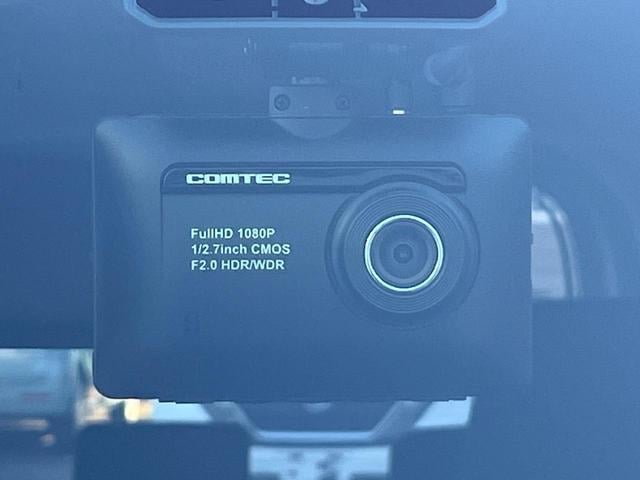 COMTEC
FullHD 1080P
1/2.7inch CMOS
F2.0 HDR/WDR